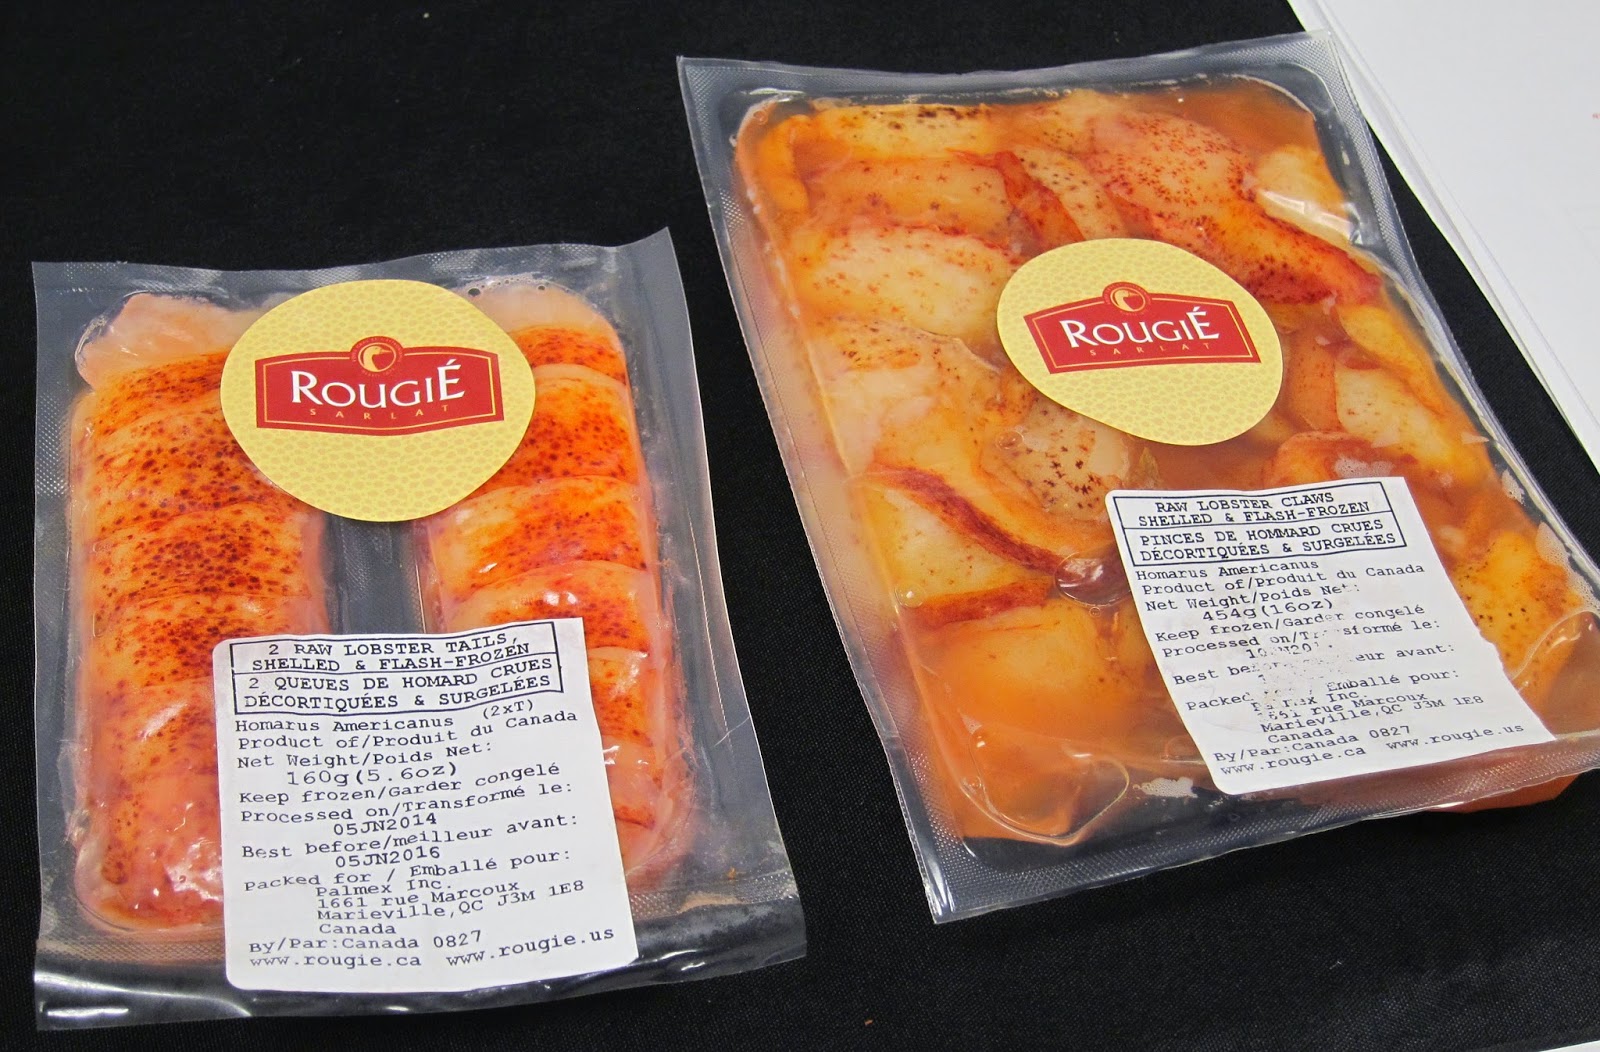 ROUGIÉ
SARLAT
2 RAW LOBSTER TAILS,
SHELLED & FLASH-FROZEN
2 QUEUES DE HOMARD CRUES
DÉCORTIQUÉES & SURGELÉES
Homarus Americanus (2xT)
Product of/Produit du Canada
Net Weight/Poids Net:
160g(5.6oz)
Keep frozen/Garder congelé
Processed on/Transformé le:
05JN2014
Best before/meilleur avant:
05JN2016
Packed for / Emballé pour:
Palmex Inc.
1661 rue Marcoux
Marieville,QC J3M 1E8
Canada
By/Par:Canada 0827
www.rougie.ca www.rougie.us
ROUGIÉ
SARLAT
RAW LOBSTER CLAWS
SHELLED & FLASH-FROZEN
PINCES DE HOMMARD CRUES
DÉCORTIQUÉES & SURGELÉES
Homarus Americanus
Product of/Produit du Canada
Net Weight/Poids Net:
454g(16oz)
Keep frozen/Garder congelé
Processed on/Transformé le:
Best before/meilleur avant:
Packed / Emballé pour:
Inc.
1661 rue Marcoux
Marieville,QC J3M 1E8
Canada
By/Par:Canada 0827
www.rougie.ca www.rougie.us